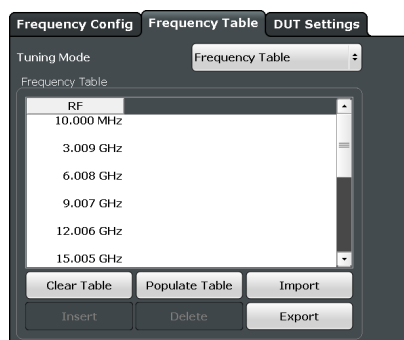 Frequency Config Frequency Table DUT Settings
Tuning Mode Frequency Table
Frequency Table
RF
10.000 MHz
3.009 GHz
6.008 GHz
9.007 GHz
12.006 GHz
15.005 GHz
Clear Table Populate Table Import
Insert Delete Export